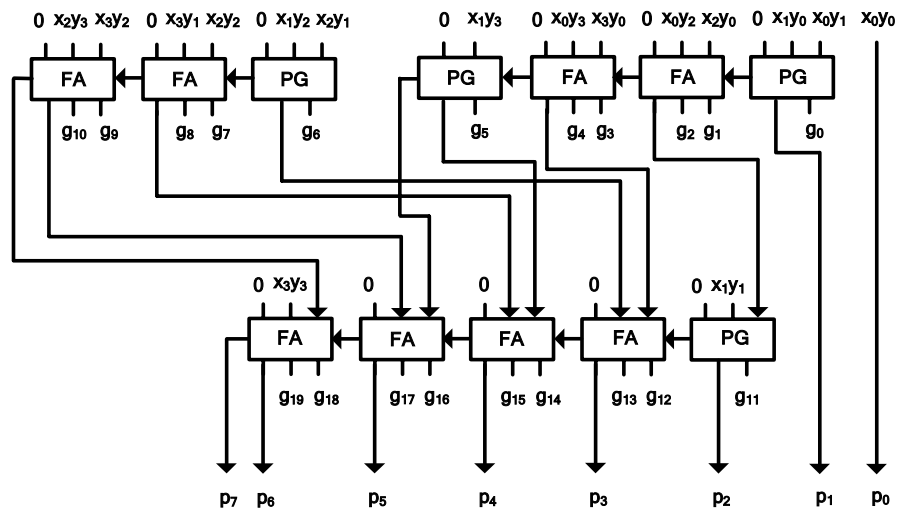 0 x₂y₃ x₃y₂ 0 x₃y₁ x₂y₂ 0 x₁y₂ x₂y₁ 0 x₁y₃ 0 x₀y₃ x₃y₀ 0 x₀y₂ x₂y₀ 0 x₁y₀ x₀y₁ x₀y₀
FA FA PG PG FA FA PG
g₁₀ g₉ g₈ g₇ g₆ g₅ g₄ g₃ g₂ g₁ g₀
0 x₃y₃ 0 0 0 0 x₁y₁
FA FA FA FA PG
g₁₉ g₁₈ g₁₇ g₁₆ g₁₅ g₁₄ g₁₃ g₁₂ g₁₁
p₇ p₆ p₅ p₄ p₃ p₂ p₁ p₀